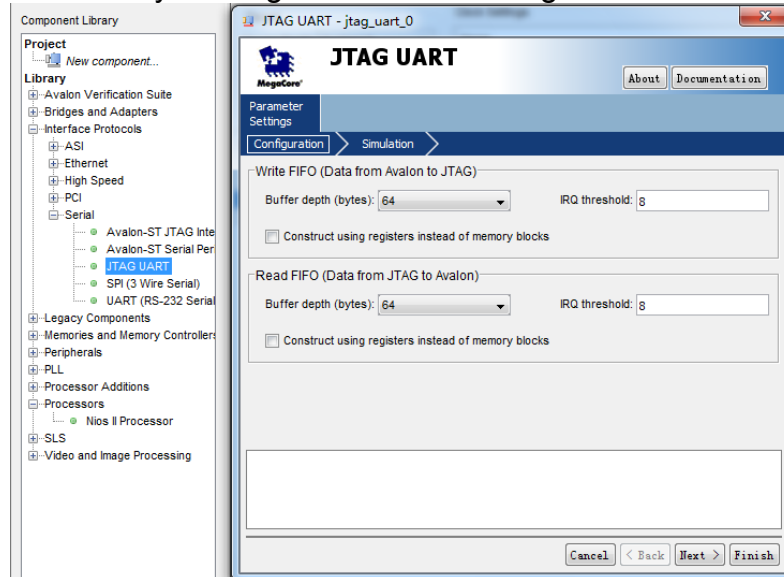 Component Library
Project
New component...
Library
Avalon Verification Suite
Bridges and Adapters
Interface Protocols
ASI
Ethernet
High Speed
PCI
Serial
Avalon-ST JTAG Inte
Avalon-ST Serial Per
JTAG UART
SPI (3 Wire Serial)
UART (RS-232 Serial
Legacy Components
Memories and Memory Controllers
Peripherals
PLL
Processor Additions
Processors
Nios II Processor
SLS
Video and Image Processing
JTAG UART - jtag_uart_0
MegaCore'
JTAG UART
About Documentation
Parameter
Settings
Configuration Simulation
Write FIFO (Data from Avalon to JTAG)
Buffer depth (bytes): 64 IRQ threshold: 8
Construct using registers instead of memory blocks
Read FIFO (Data from JTAG to Avalon)
Buffer depth (bytes): 64 IRQ threshold: 8
Construct using registers instead of memory blocks
Cancel < Back Next > Finish